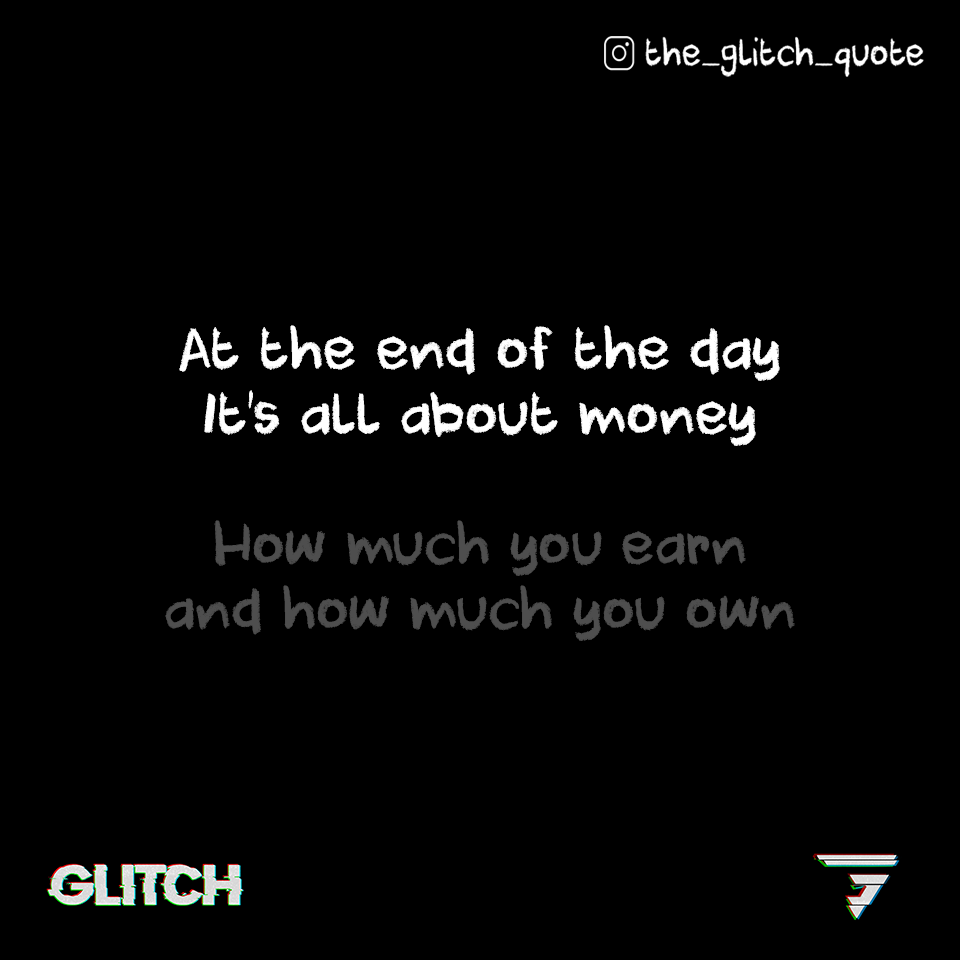 the_glitch_quote
At the end of the day
It's all about money
How much you earn
and how much you own
GLITCH